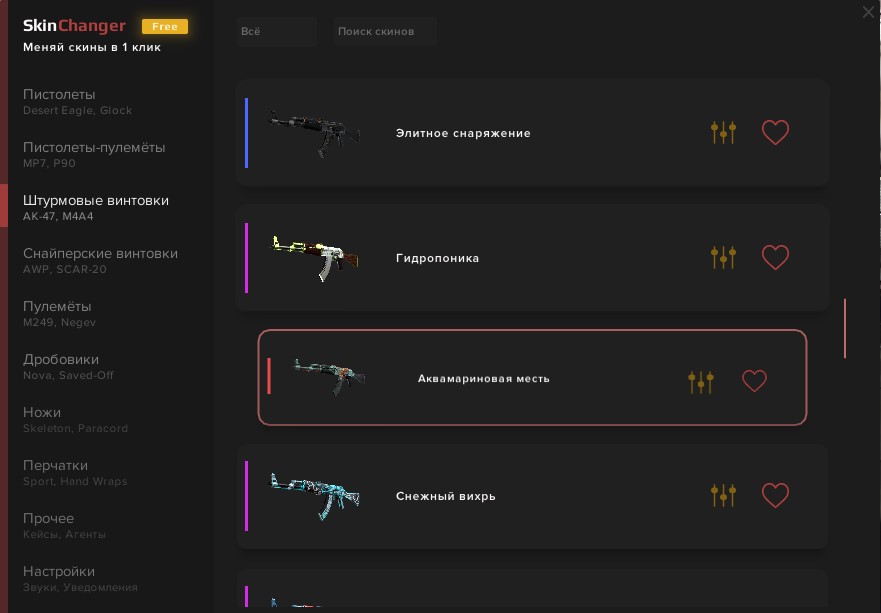 SkinChanger Free
Меняй скины в 1 клик
Пистолеты
Desert Eagle, Glock
Пистолеты-пулемёты
MP7, P90
Штурмовые винтовки
AK-47, M4A4
Снайперские винтовки
AWP, SCAR-20
Пулемёты
M249, Negev
Дробовики
Nova, Saved-Off
Ножи
Skeleton, Paracord
Перчатки
Sport, Hand Wraps
Прочее
Кейсы, Агенты
Настройки
Звуки, Уведомления
Всё
Поиск скинов
Элитное снаряжение
Гидропоника
Аквамариновая месть
Снежный вихрь